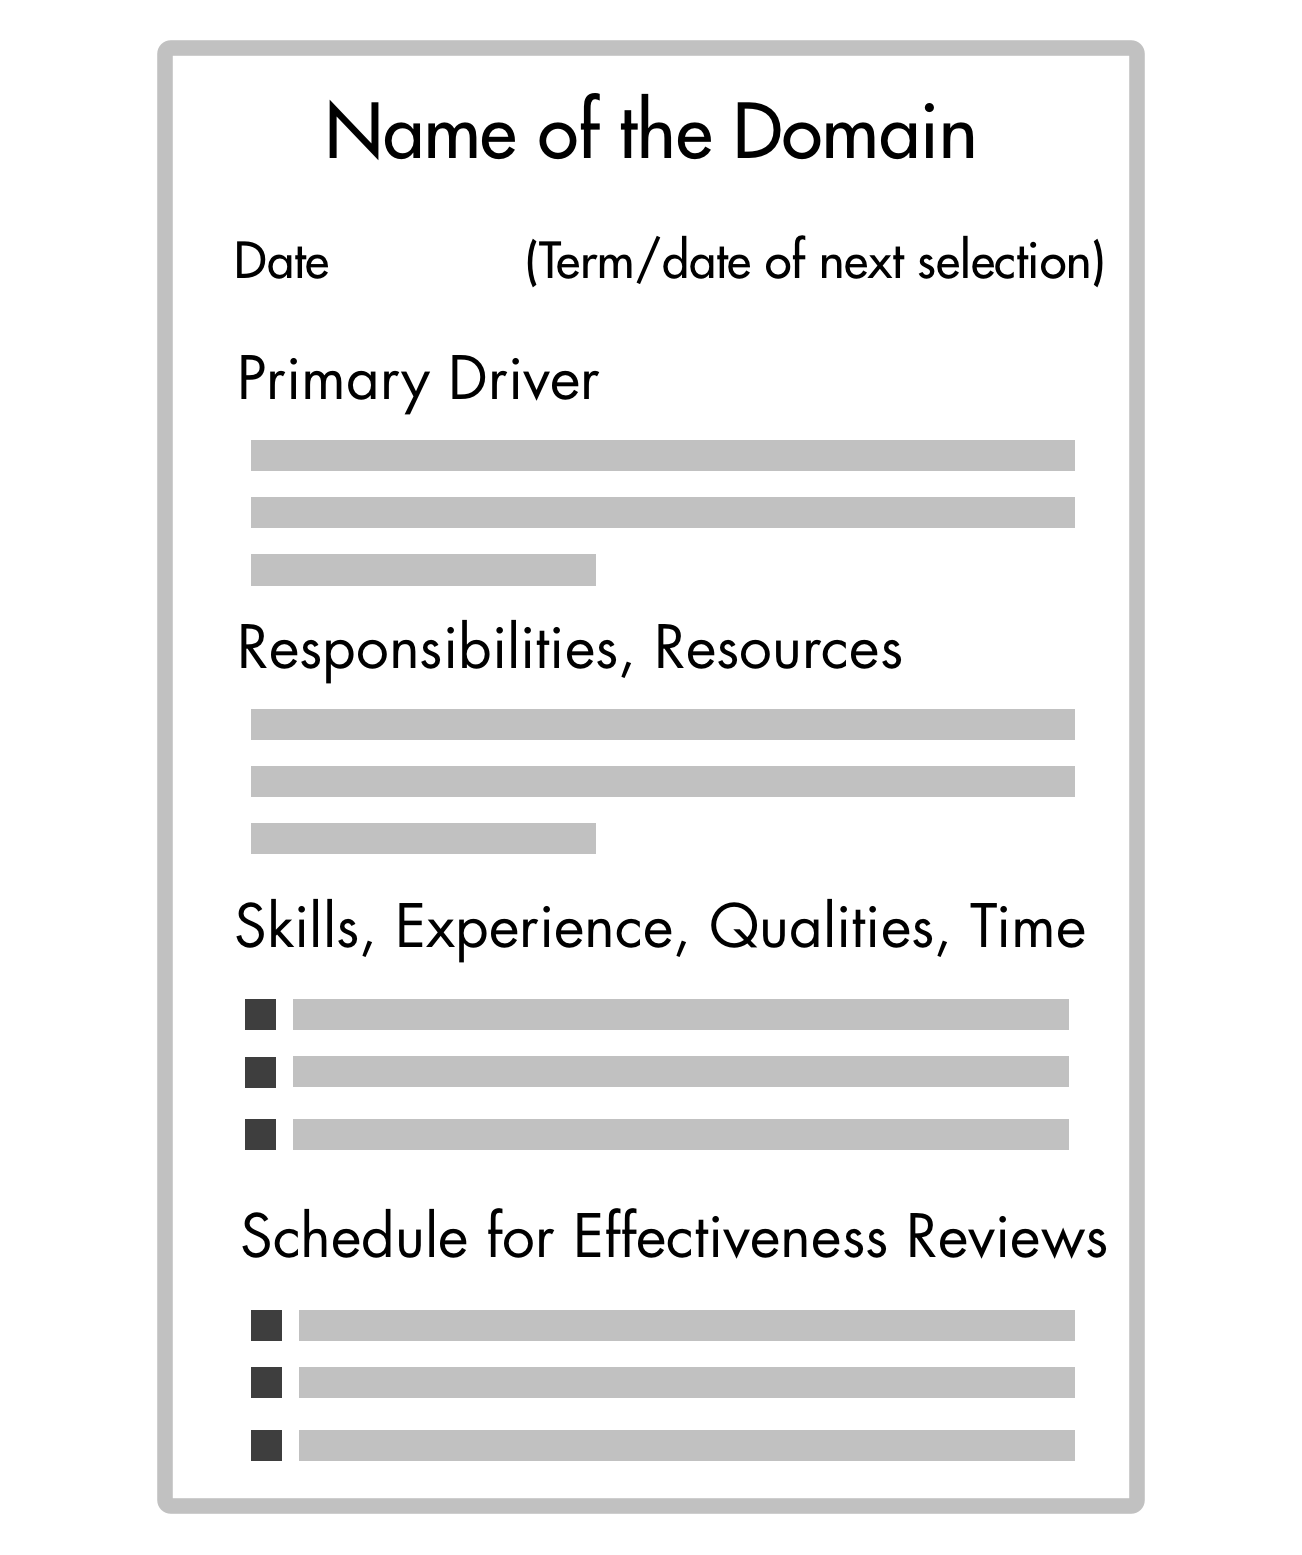 Name of the Domain
Date (Term/date of next selection)
Primary Driver
Responsibilities, Resources
Skills, Experience, Qualities, Time
Schedule for Effectiveness Reviews